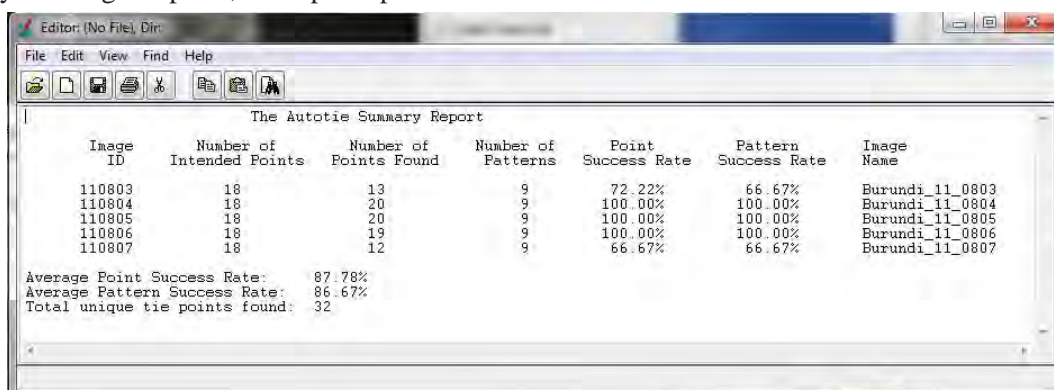 Editor: (No File), Dir:
File Edit View Find Help
The Autotie Summary Report
Image Number of Number of Number of Point Pattern Image
ID Intended Points Points Found Patterns Success Rate Success Rate Name
110803 18 13 9 72.22% 66.67% Burundi_11_0803
110804 18 20 9 100.00% 100.00% Burundi_11_0804
110805 18 20 9 100.00% 100.00% Burundi_11_0805
110806 18 19 9 100.00% 100.00% Burundi_11_0806
110807 18 12 9 66.67% 66.67% Burundi_11_0807
Average Point Success Rate: 87.78%
Average Pattern Success Rate: 86.67%
Total unique tie points found: 32